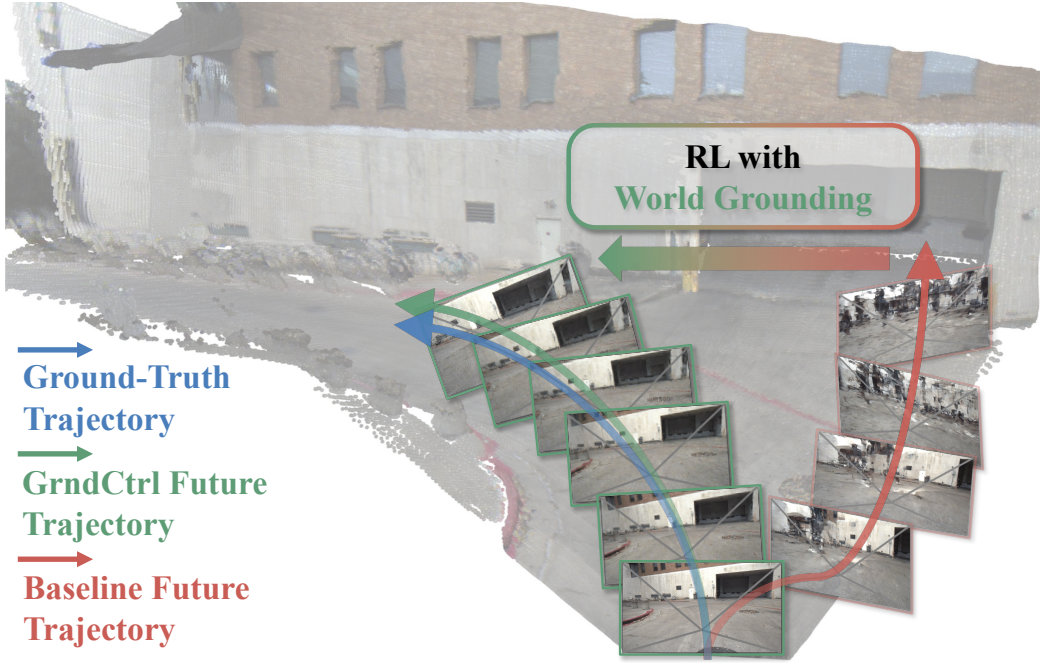 RL with
World Grounding
Ground-Truth
Trajectory
GrndCtrl Future
Trajectory
Baseline Future
Trajectory